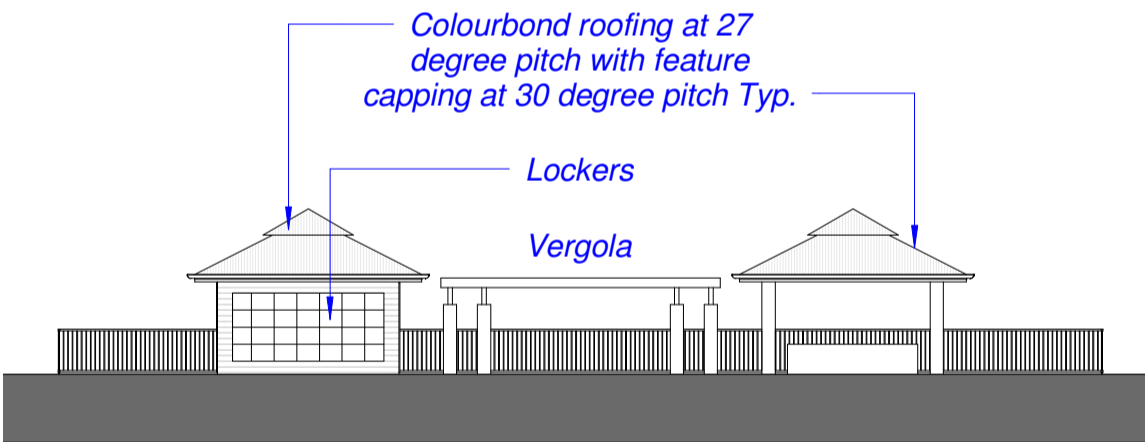 Colourbond roofing at 27
degree pitch with feature
capping at 30 degree pitch Typ.
Lockers
Vergola